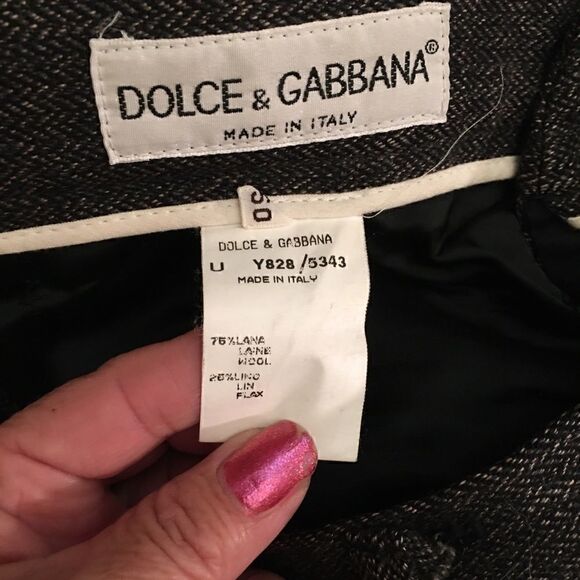 DOLCE & GABBANA®
MADE IN ITALY
50
DOLCE & GABBANA
U Y828/5343
MADE IN ITALY
75%LANA
LAINE
WOOL
25%LINO
LIN
FLAX